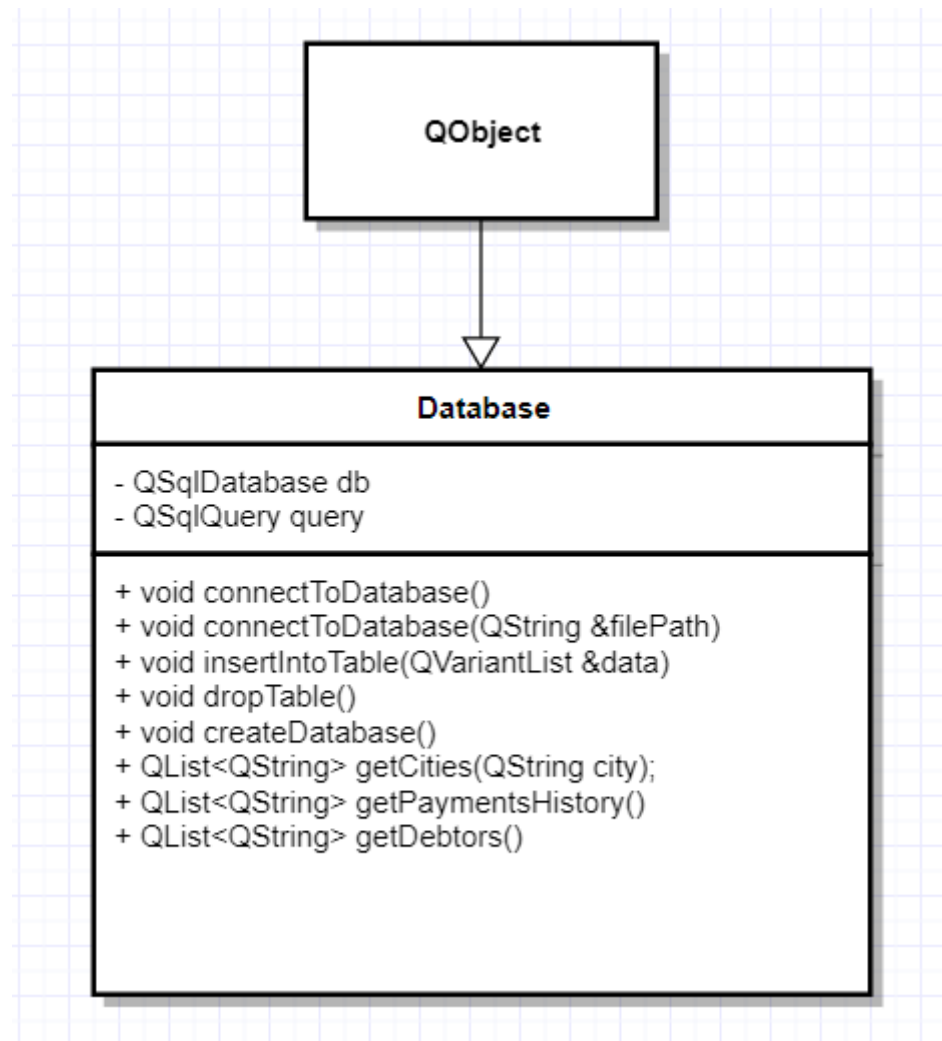 QObject
Database
- QSqlDatabase db
- QSqlQuery query
+ void connectToDatabase()
+ void connectToDatabase(QString &filePath)
+ void insertIntoTable(QVariantList &data)
+ void dropTable()
+ void createDatabase()
+ QList<QString> getCities(QString city);
+ QList<QString> getPaymentsHistory()
+ QList<QString> getDebtors()